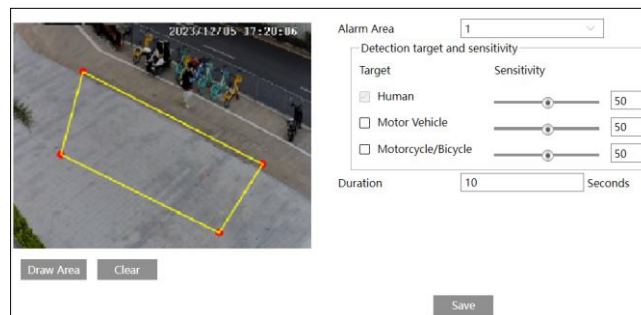 2023/12/05 17:20:06
Alarm Area 1
Detection target and sensitivity
Target Sensitivity
Human 50
Motor Vehicle 50
Motorcycle/Bicycle 50
Duration 10 Seconds
Draw Area Clear
Save